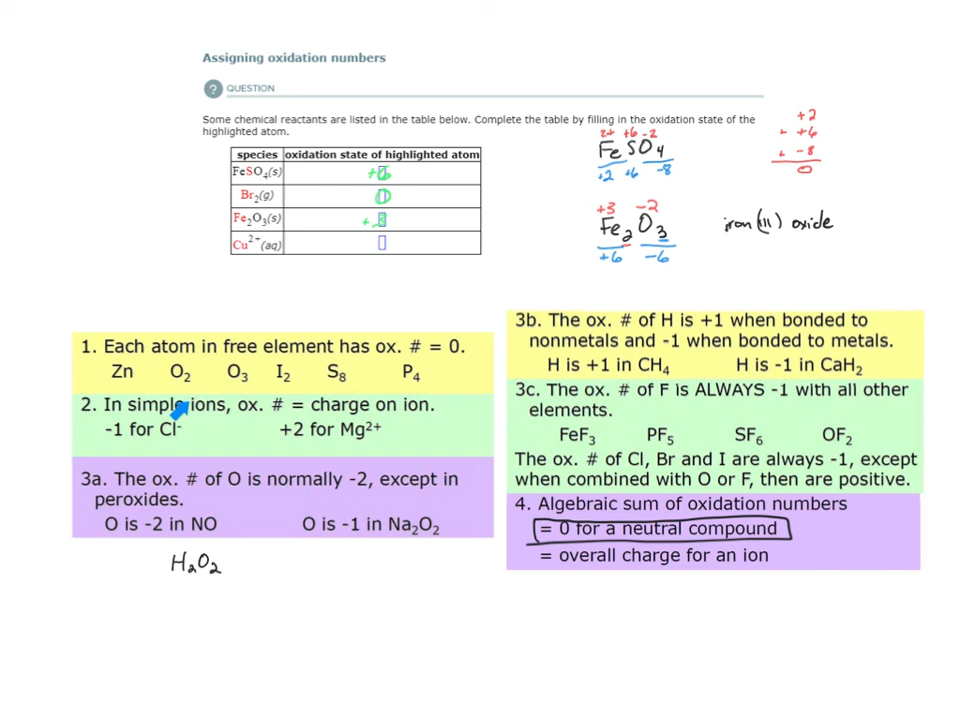 Assigning oxidation numbers
? QUESTION
Some chemical reactants are listed in the table below. Complete the table by filling in the oxidation state of the
highlighted atom.
species oxidation state of highlighted atom
FeSO₄(s) +6
Br₂(g) 0
Fe₂O₃(s) +3
Cu²⁺(aq)
2+ +6 -2
FeSO₄
+2 +6 -8
+2
+ +6
+ -8
0
+3 -2
Fe₂O₃
+6 -6
iron(III) oxide
1. Each atom in free element has ox. # = 0.
Zn O₂ O₃ I₂ S₈ P₄
2. In simple ions, ox. # = charge on ion.
-1 for Cl⁻ +2 for Mg²⁺
3a. The ox. # of O is normally -2, except in
peroxides.
O is -2 in NO O is -1 in Na₂O₂
H₂O₂
3b. The ox. # of H is +1 when bonded to
nonmetals and -1 when bonded to metals.
H is +1 in CH₄ H is -1 in CaH₂
3c. The ox. # of F is ALWAYS -1 with all other
elements.
FeF₃ PF₅ SF₆ OF₂
The ox. # of Cl, Br and I are always -1, except
when combined with O or F, then are positive.
4. Algebraic sum of oxidation numbers
= 0 for a neutral compound
= overall charge for an ion